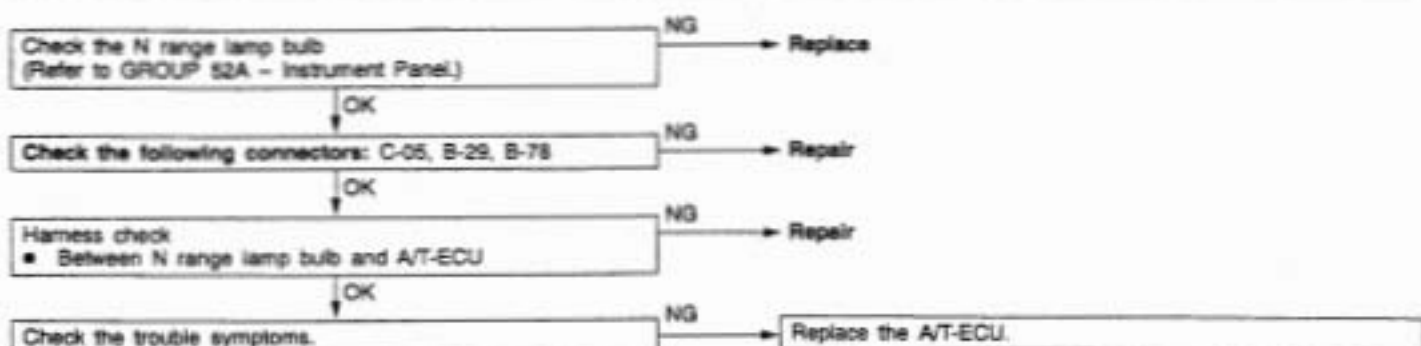 Check the N range lamp bulb
(Refer to GROUP 52A – Instrument Panel.)
NG
Replace
OK
Check the following connectors: C-05, B-29, B-78
NG
Repair
OK
Harness check
• Between N range lamp bulb and A/T-ECU
NG
Repair
OK
Check the trouble symptoms.
NG
Replace the A/T-ECU.